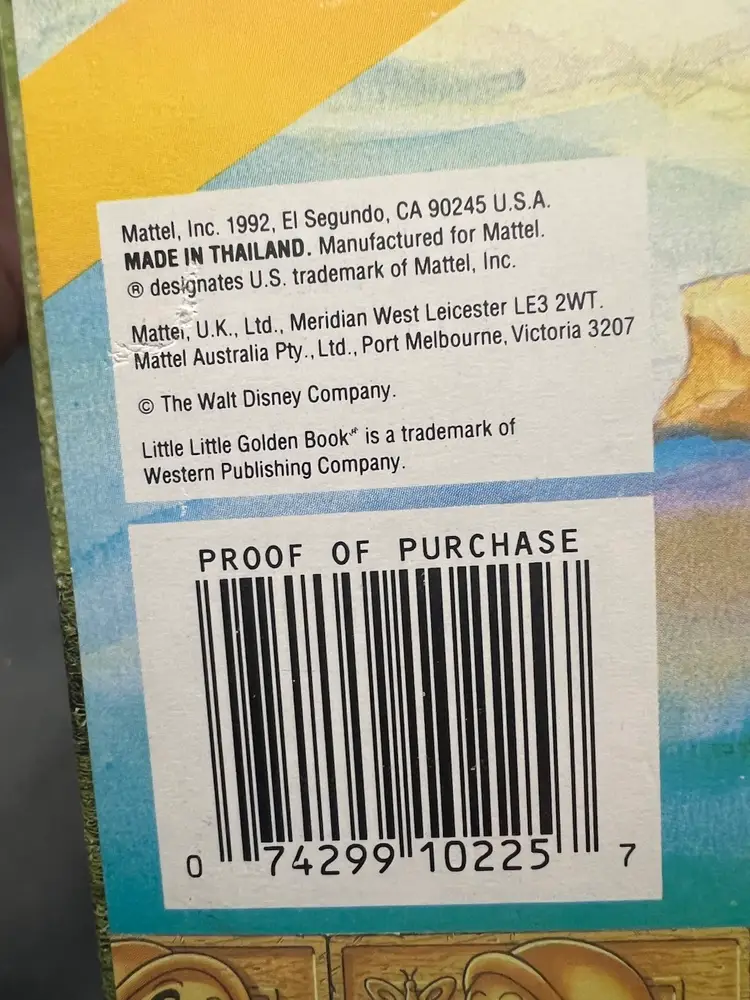 Mattel, Inc. 1992, El Segundo, CA 90245 U.S.A.
MADE IN THAILAND. Manufactured for Mattel.
® designates U.S. trademark of Mattel, Inc.
Mattel, U.K., Ltd., Meridian West Leicester LE3 2WT.
Mattel Australia Pty., Ltd., Port Melbourne, Victoria 3207
© The Walt Disney Company.
Little Little Golden Book™ is a trademark of
Western Publishing Company.
PROOF OF PURCHASE
0 74299 10225 7